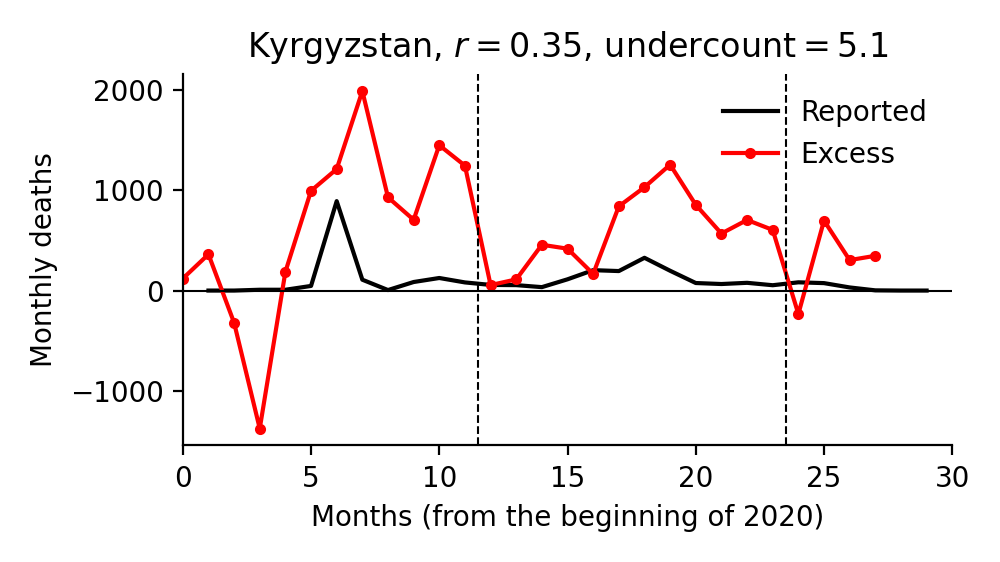 Kyrgyzstan, r = 0.35, undercount = 5.1
Reported
Excess
Monthly deaths
2000
1000
0
−1000
0 5 10 15 20 25 30
Months (from the beginning of 2020)